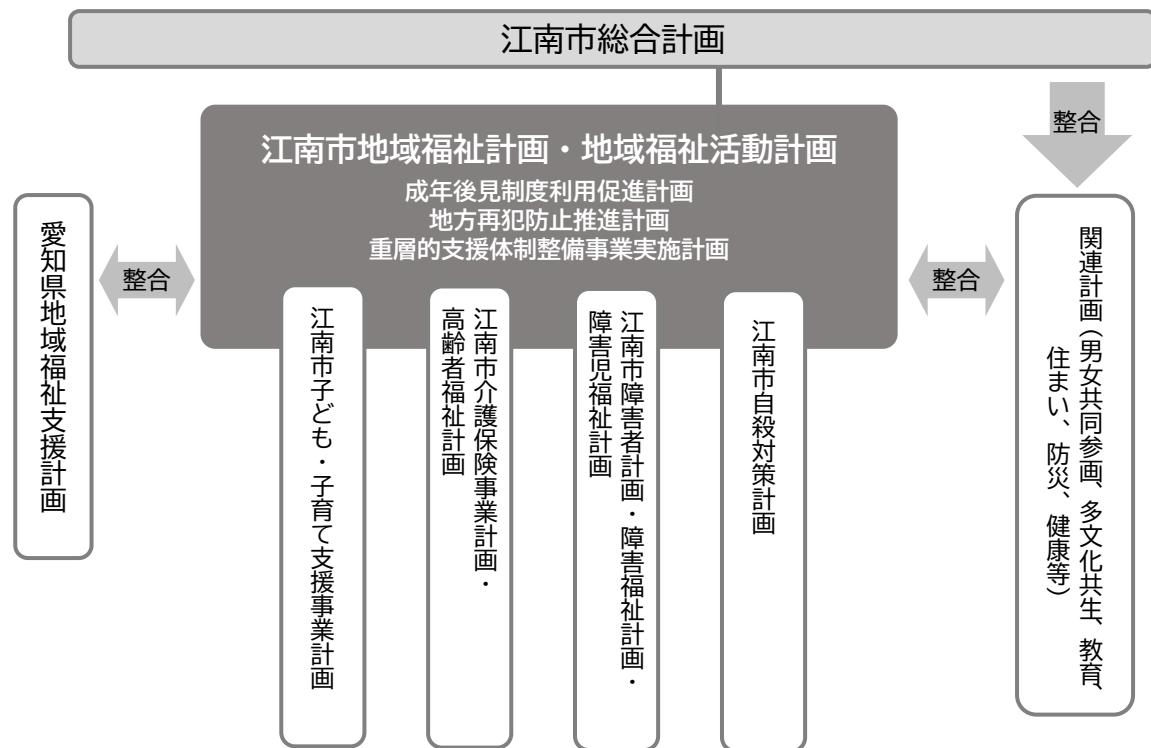 江南市総合計画
整合
江南市地域福祉計画・地域福祉活動計画
成年後見制度利用促進計画
地方再犯防止推進計画
重層的支援体制整備事業実施計画
愛知県地域福祉支援計画
整合
整合
江南市子ども・子育て支援事業計画
江南市介護保険事業計画・
高齢者福祉計画
江南市障害者計画・障害福祉計画・
障害児福祉計画
江南市自殺対策計画
関連計画（男女共同参画、多文化共生、教育、
住まい、防災、健康等）